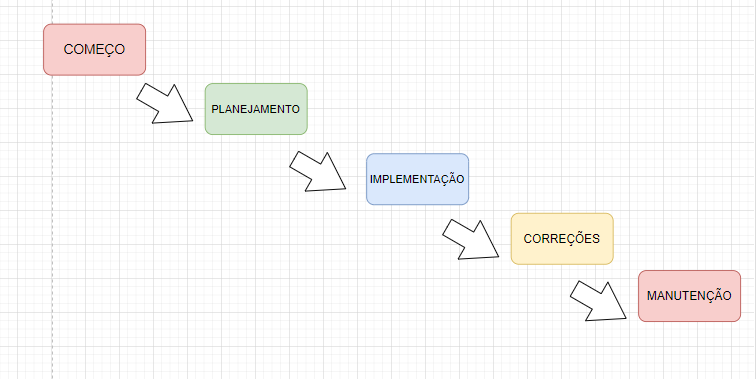 COMEÇO
PLANEJAMENTO
IMPLEMENTAÇÃO
CORREÇÕES
MANUTENÇÃO